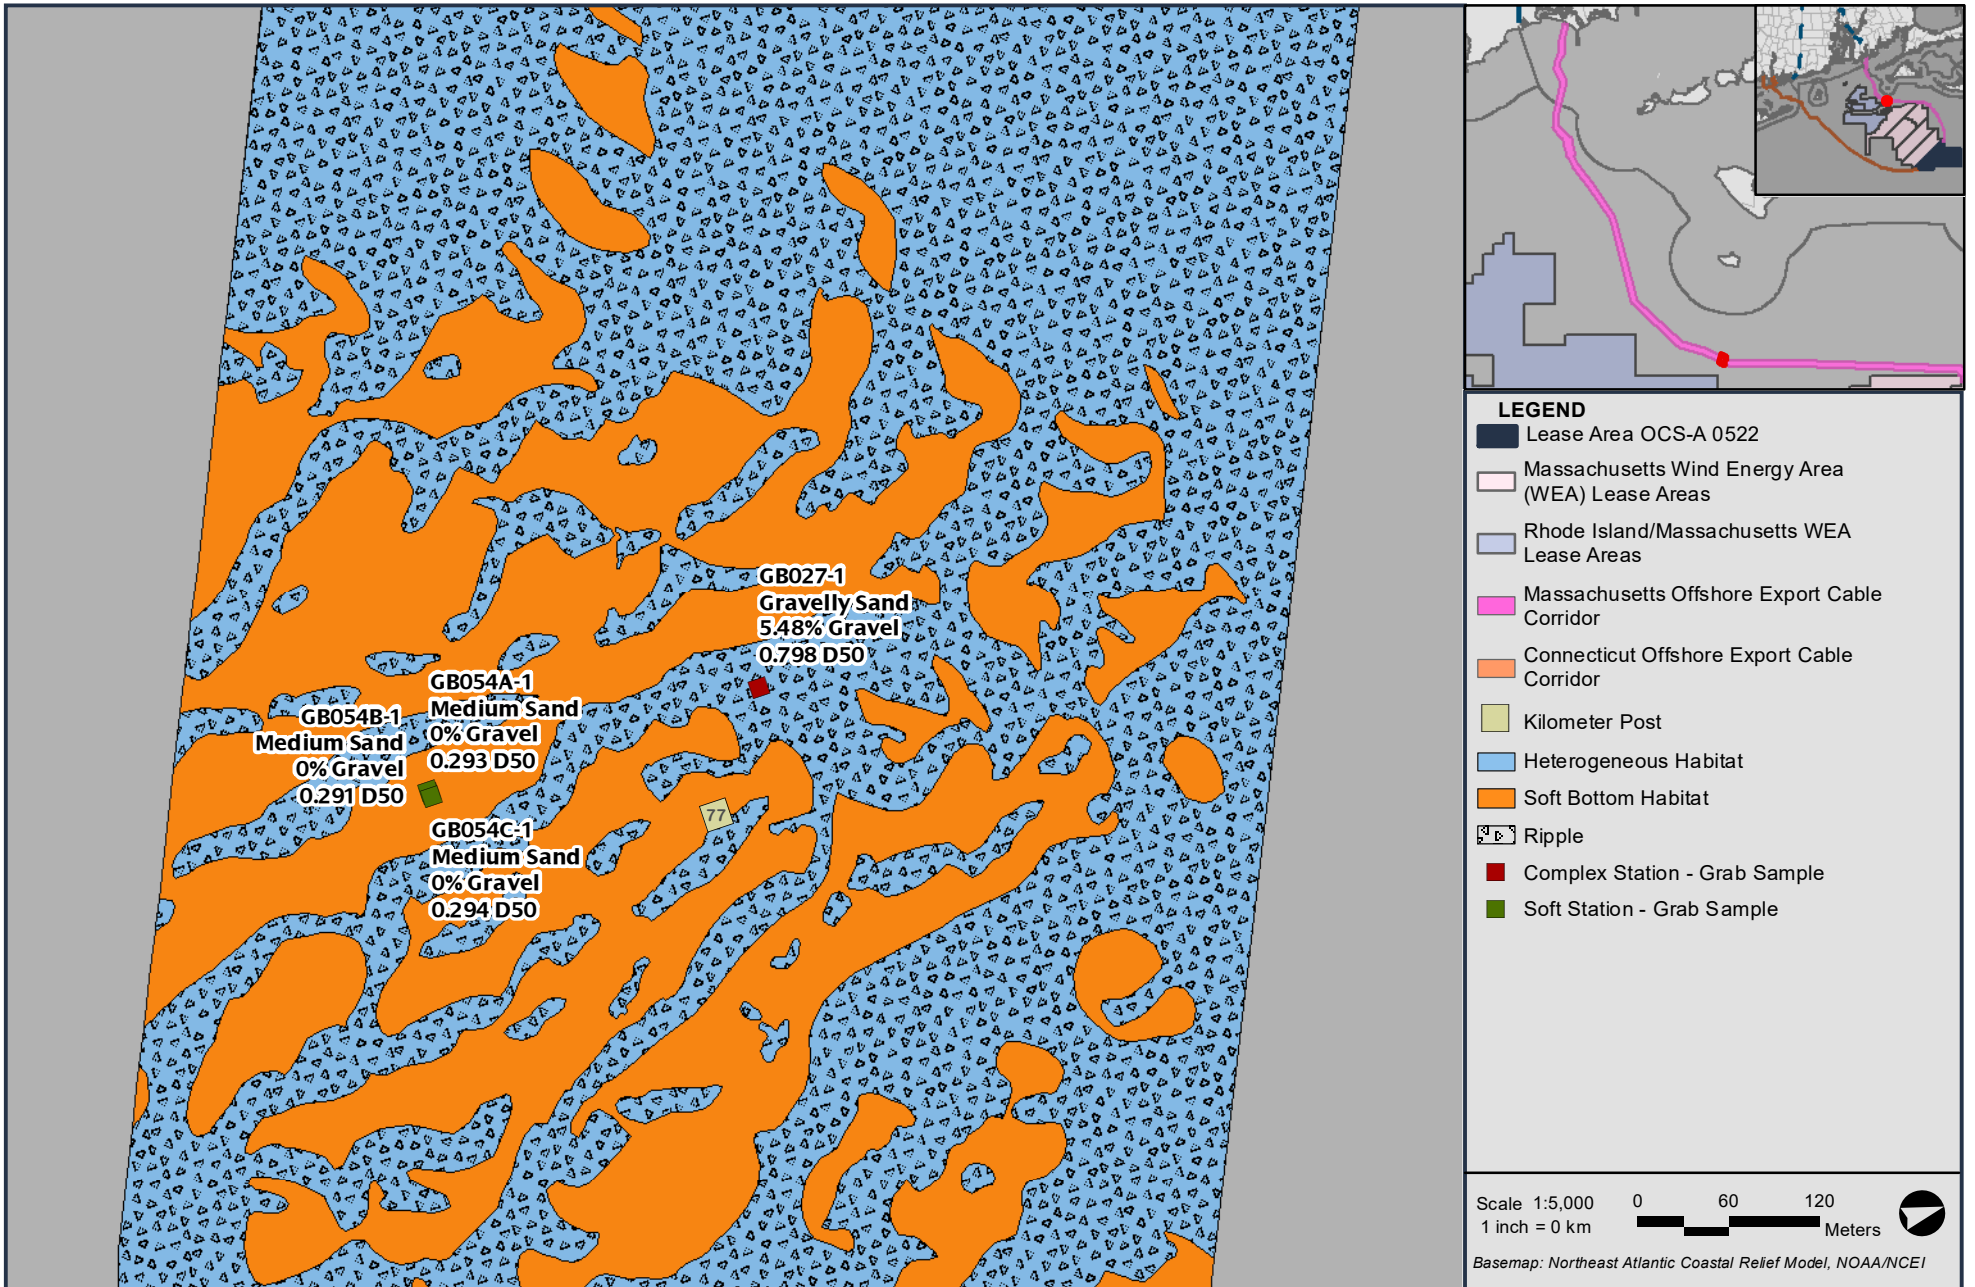 GB027-1
Gravelly Sand
5.48% Gravel
0.798 D50
GB054A-1
Medium Sand
0% Gravel
0.293 D50
GB054B-1
Medium Sand
0% Gravel
0.291 D50
77
GB054C-1
Medium Sand
0% Gravel
0.294 D50
LEGEND
Lease Area OCS-A 0522
Massachusetts Wind Energy Area
(WEA) Lease Areas
Rhode Island/Massachusetts WEA
Lease Areas
Massachusetts Offshore Export Cable
Corridor
Connecticut Offshore Export Cable
Corridor
Kilometer Post
Heterogeneous Habitat
Soft Bottom Habitat
Ripple
Complex Station - Grab Sample
Soft Station - Grab Sample
Scale 1:5,000
1 inch = 0 km
0 60 120
Meters
Basemap: Northeast Atlantic Coastal Relief Model, NOAA/NCEI